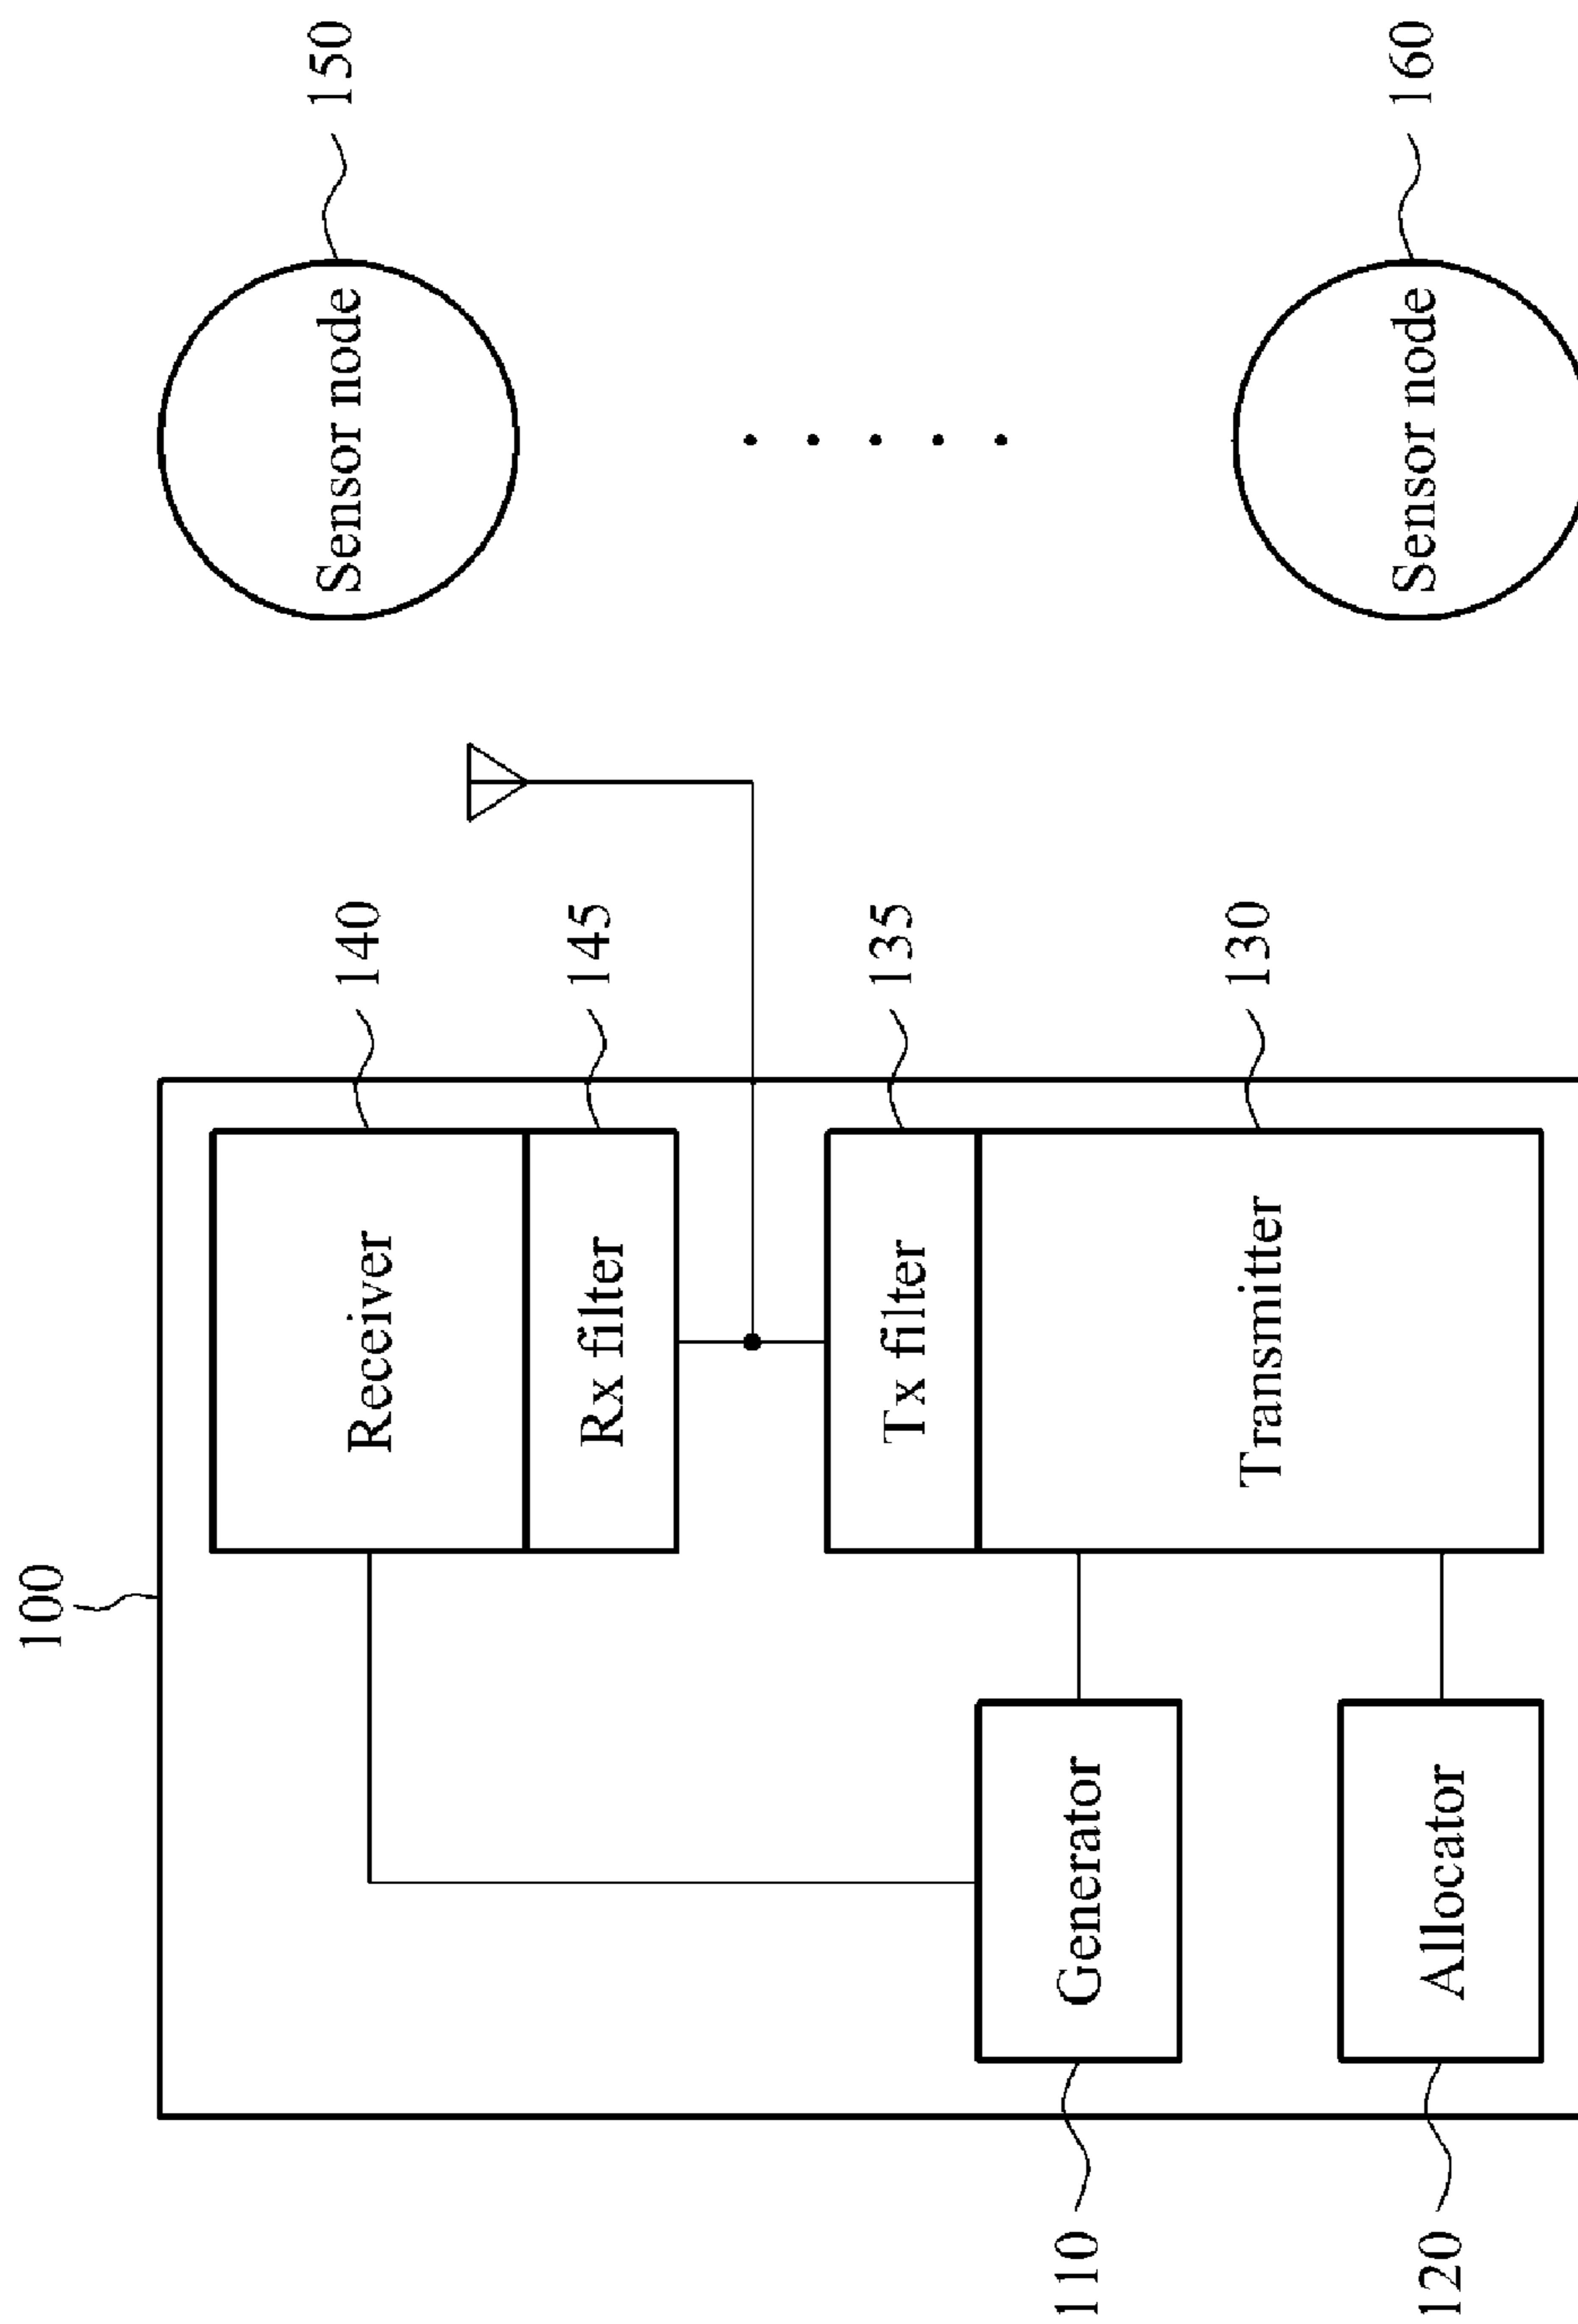 100
Receiver
140
Rx filter
145
Tx filter
135
Transmitter
130
Generator
110
Allocator
120
Sensor node
150
Sensor node
160